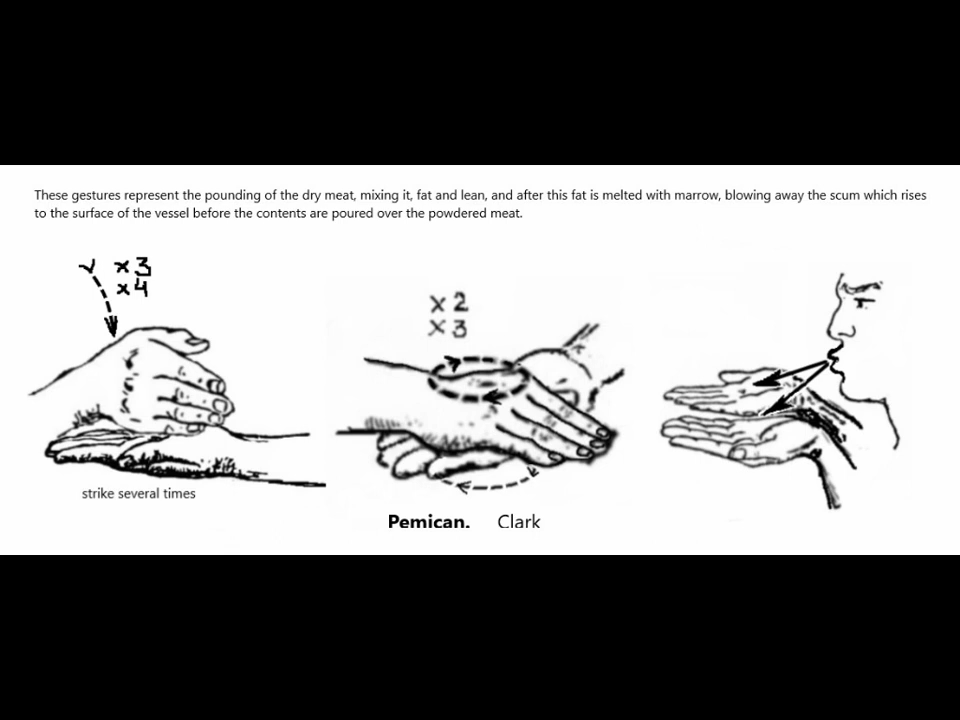 These gestures represent the pounding of the dry meat, mixing it, fat and lean, and after this fat is melted with marrow, blowing away the scum which rises
to the surface of the vessel before the contents are poured over the powdered meat.
x 3
x 4
x 2
x 3
strike several times
Pemican. Clark